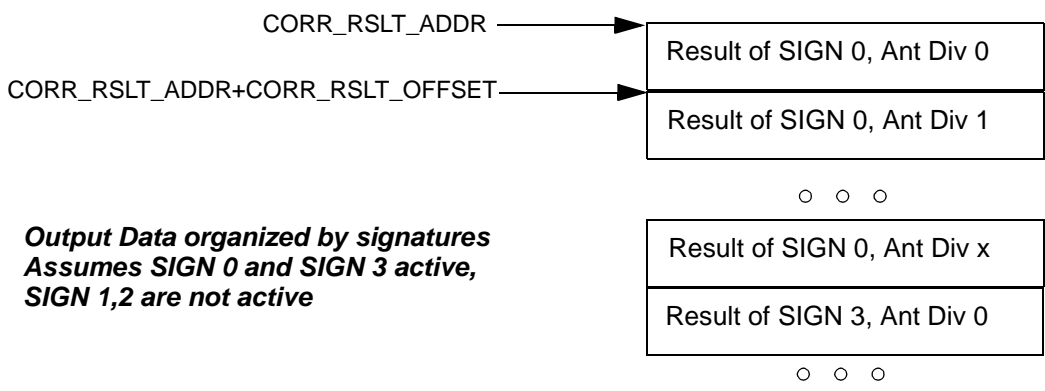 CORR_RSLT_ADDR
Result of SIGN 0, Ant Div 0
CORR_RSLT_ADDR+CORR_RSLT_OFFSET
Result of SIGN 0, Ant Div 1
Output Data organized by signatures
Assumes SIGN 0 and SIGN 3 active,
SIGN 1,2 are not active
Result of SIGN 0, Ant Div x
Result of SIGN 3, Ant Div 0